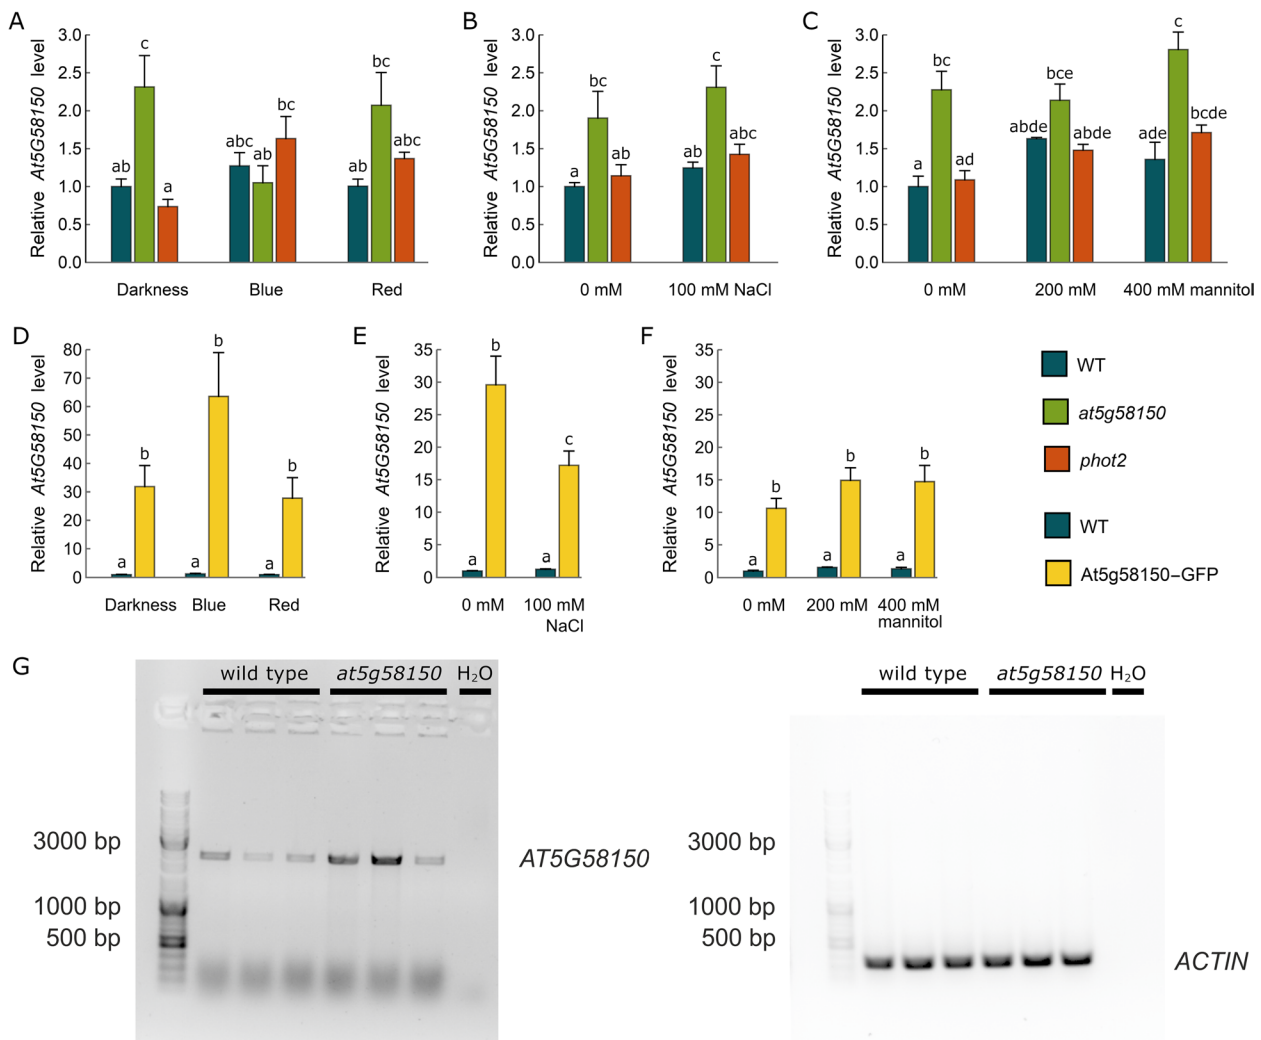 A
Relative At5G58150 level
3.0
2.5
2.0
1.5
1.0
0.5
0.0
ab
c
a
abc
ab
bc
ab
bc
abc
Darkness
Blue
Red
B
Relative At5G58150 level
3.0
2.5
2.0
1.5
1.0
0.5
0.0
a
bc
ab
ab
c
abc
0 mM
100 mM NaCl
C
Relative At5G58150 level
3.0
2.5
2.0
1.5
1.0
0.5
0.0
a
bc
ad
abde
bce
abde
ade
c
bcde
0 mM
200 mM
400 mM mannitol
D
Relative At5G58150 level
80
70
60
50
40
30
20
10
0
a
b
a
b
a
b
Darkness
Blue
Red
E
Relative At5G58150 level
35
30
25
20
15
10
5
0
a
b
a
c
0 mM
100 mM
NaCl
F
Relative At5G58150 level
35
30
25
20
15
10
5
0
a
b
a
b
a
b
0 mM
200 mM
400 mM
mannitol
WT
at5g58150
phot2
WT
At5g58150–GFP
G
wild type
at5g58150
H₂O
3000 bp
1000 bp
500 bp
AT5G58150
wild type
at5g58150
H₂O
3000 bp
1000 bp
500 bp
ACTIN